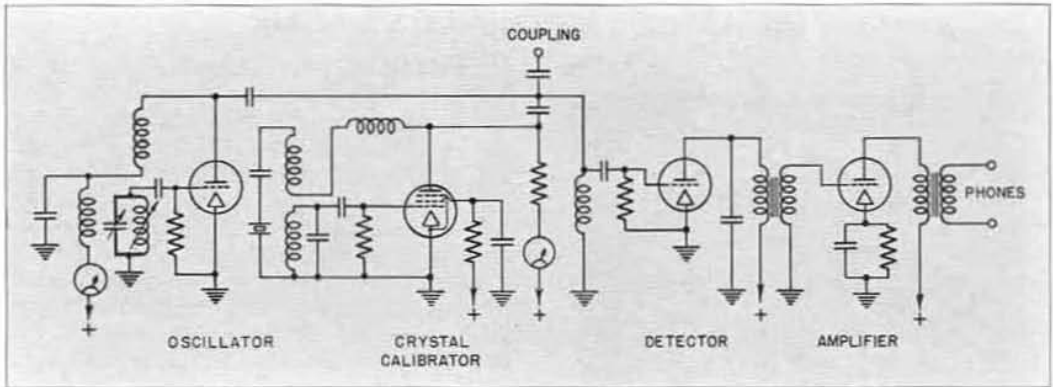 COUPLING
PHONES
+
+
+
+
+
OSCILLATOR
CRYSTAL
CALIBRATOR
DETECTOR
AMPLIFIER